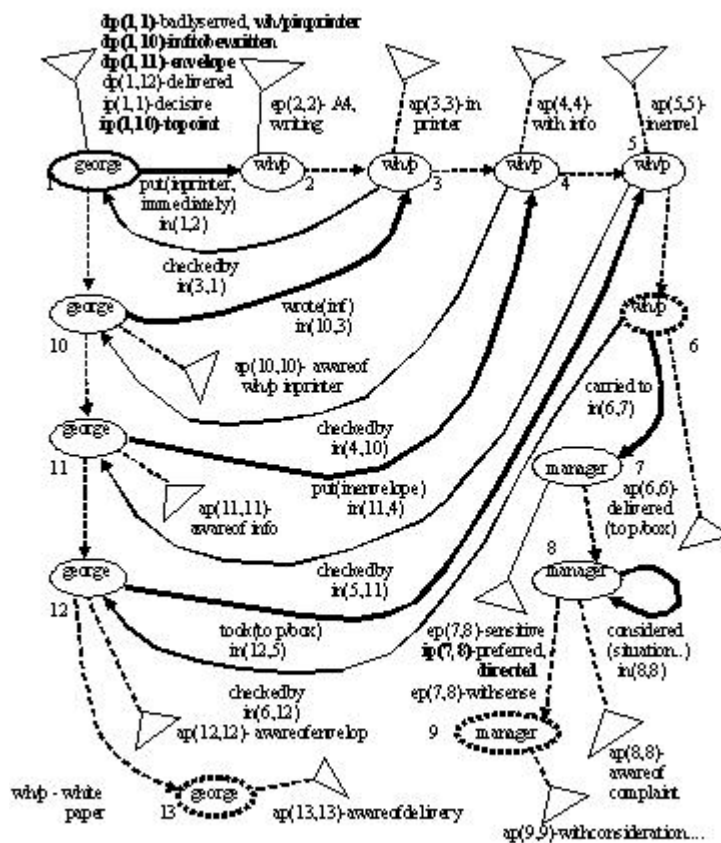 dp(1,1)-badlyserved, wh/pinprinter
dp(1,10)-inftobewritten
dp(1,11)-envelope
dp(1,12)-delivered
ip(1,1)-decisive
ip(1,10)-topoint
ep(2,2)- A4,
writing
ap(3,3)-in
printer
ap(4,4)-
with info
ap(5,5)-
inenvel
5
george
wh/p
wh/p
wh/p
wh/p
1
2
3
4
put(inprinter,
immediately)
in(1,2)
checkedby
in(3,1)
george
10
wrote(inf)
in(10,3)
wh/p
6
ap(10,10)- awareof
wh/p inprinter
carried to
in(6,7)
george
11
checkedby
in(4,10)
manager
7
ap(11,11)-
awareof info
put(inenvelope)
in(11,4)
ap(6,6)-
delivered
(top/box)
george
12
checkedby
in(5,11)
8
manager
took(top/box)
in(12,5)
ep(7,8)-sensitive
ip(7,8)-preferred,
directed
ep(7,8)-withsense
considered
(situation..)
in(8,8)
checkedby
in(6,12)
ap(12,12)- awareofenvelop
9
manager
ap(8,8)-
awareof
complaint
wh/p - white
paper
13
george
ap(13,13)-awareofdelivery
ap(9,9)-withconsideration....